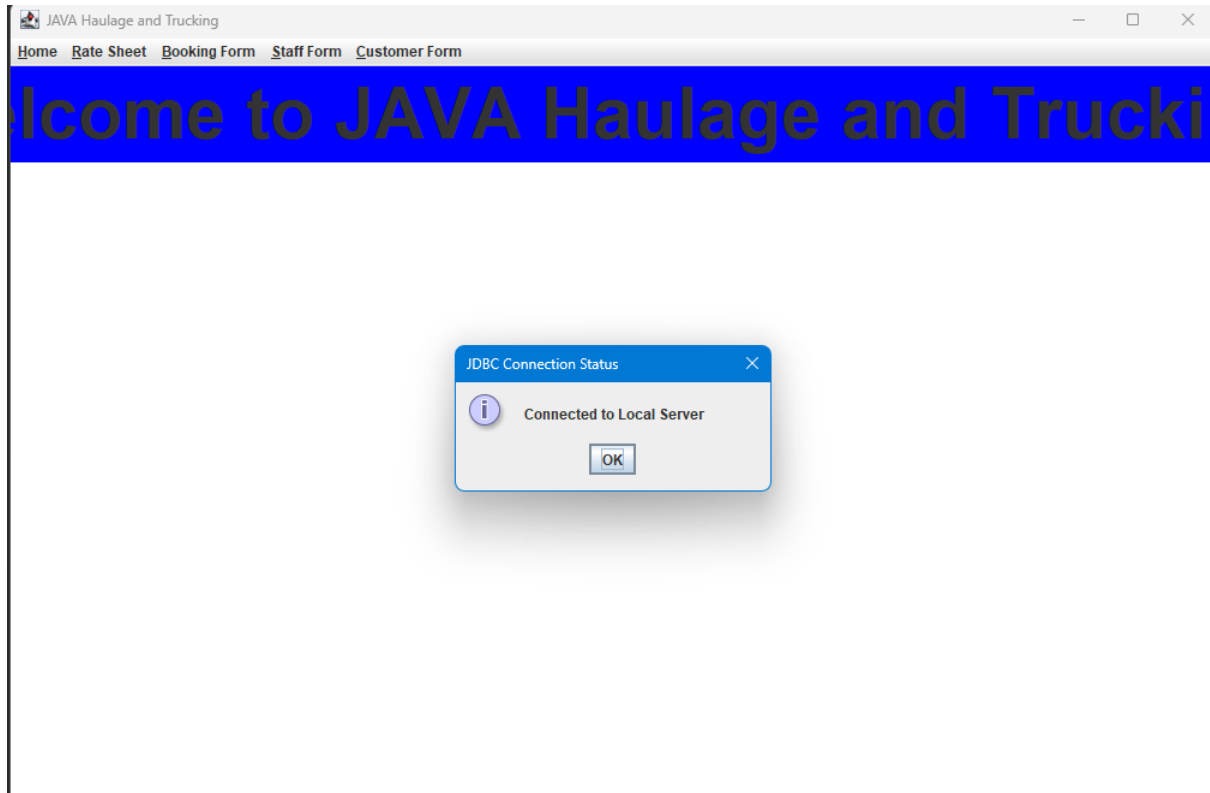 JAVA Haulage and Trucking
Home Rate Sheet Booking Form Staff Form Customer Form
elcome to JAVA Haulage and Trucki
JDBC Connection Status
i
Connected to Local Server
OK